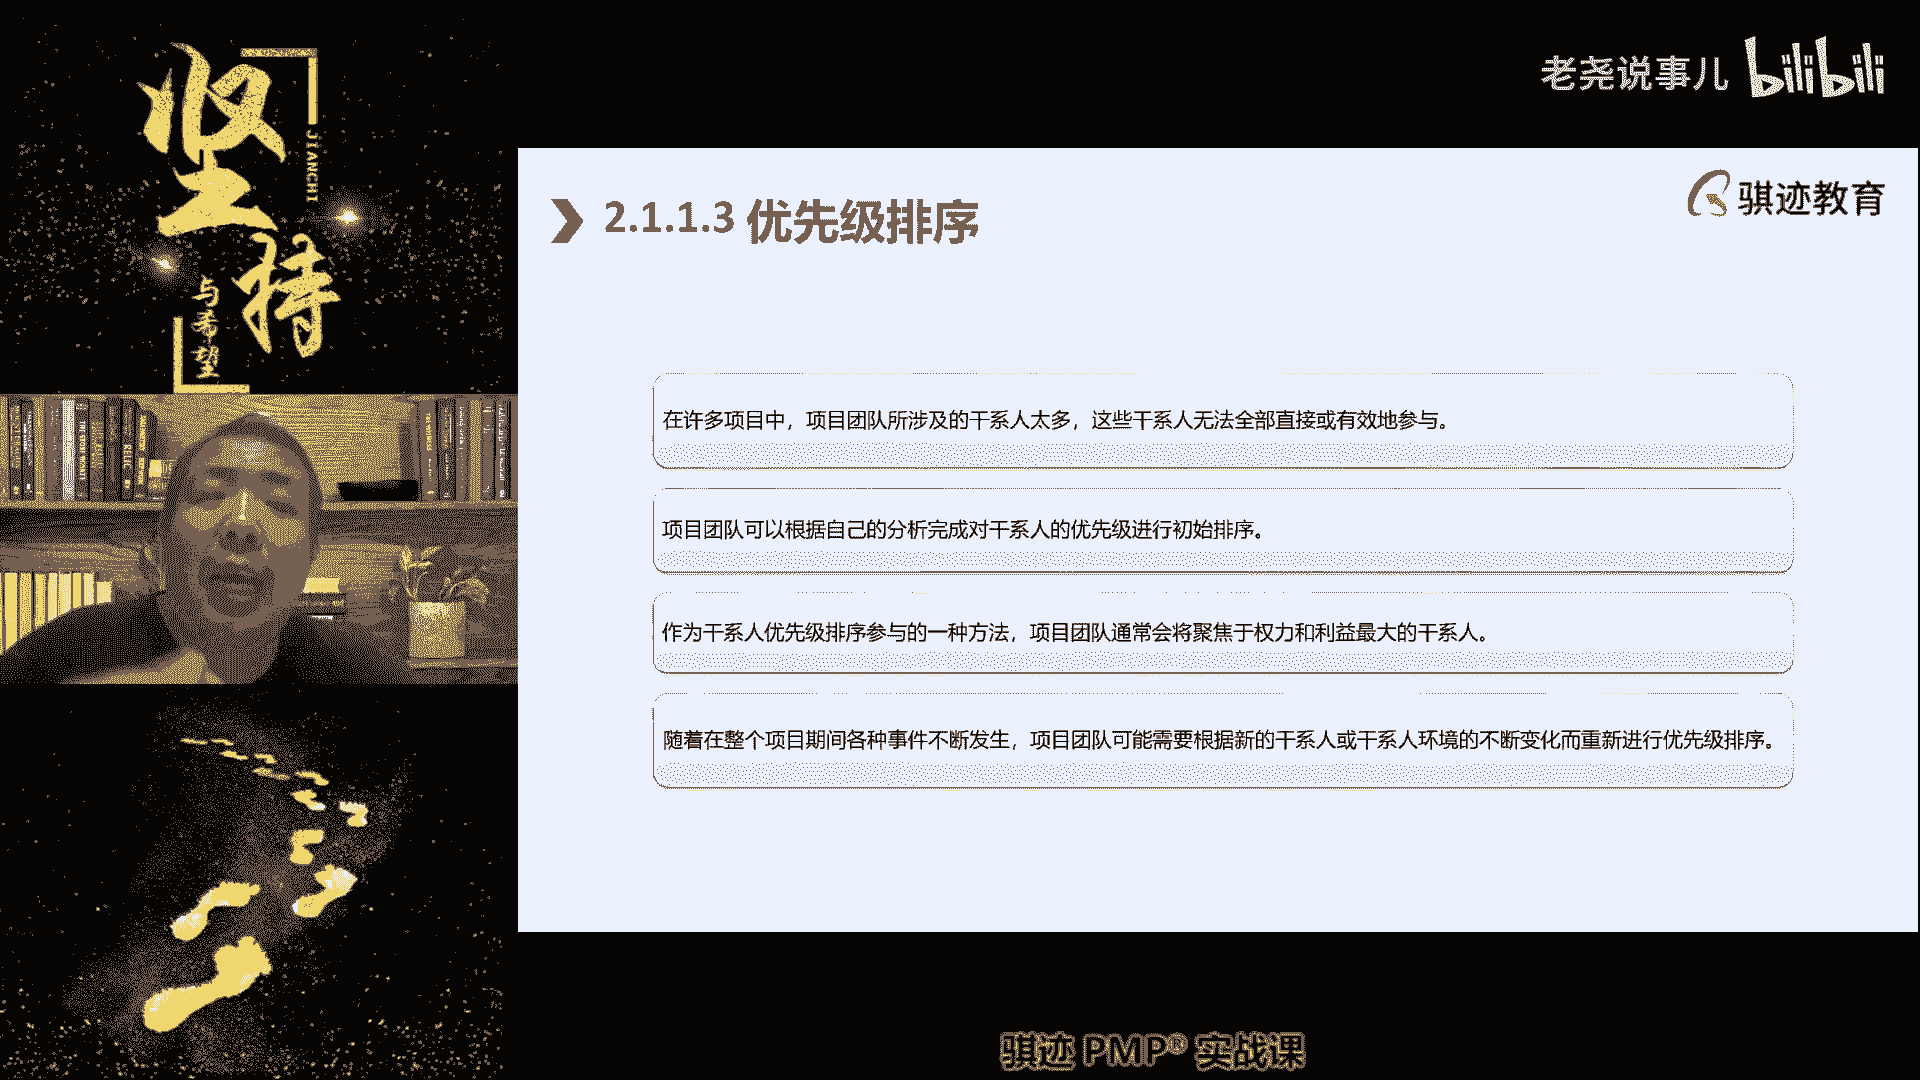 坚持
JIANCHI
与希望
老尧说事儿 bilibili
骐迹教育
2.1.1.3 优先级排序
在许多项目中，项目团队所涉及的干系人太多，这些干系人无法全部直接或有效地参与。
项目团队可以根据自己的分析完成对干系人的优先级进行初始排序。
作为干系人优先级排序参与的一种方法，项目团队通常会将聚焦于权力和利益最大的干系人。
随着在整个项目期间各种事件不断发生，项目团队可能需要根据新的干系人或干系人环境的不断变化而重新进行优先级排序。
骐迹 PMP® 实战课